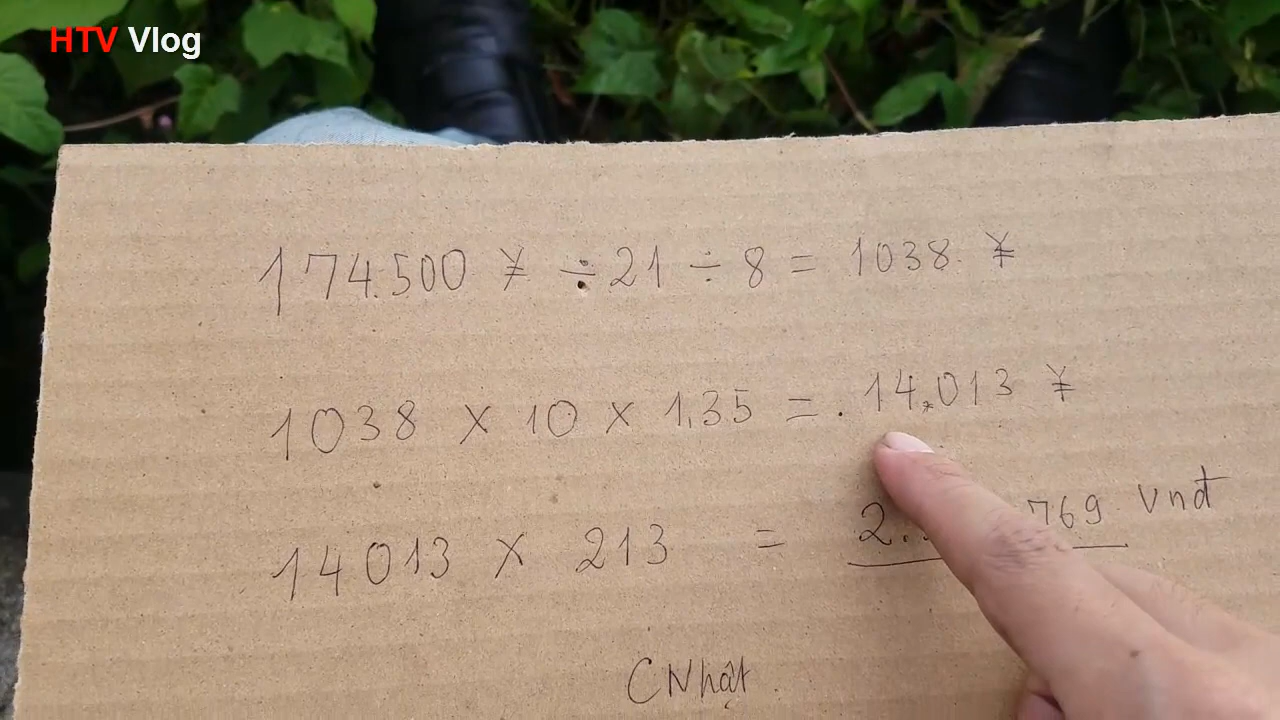 HTV Vlog
174.500 ¥ ÷ 21 ÷ 8 = 1038 ¥
1038 × 10 × 1.35 = 14.013 ¥
14013 × 213 = 2. 769 Vnđ
CNhật